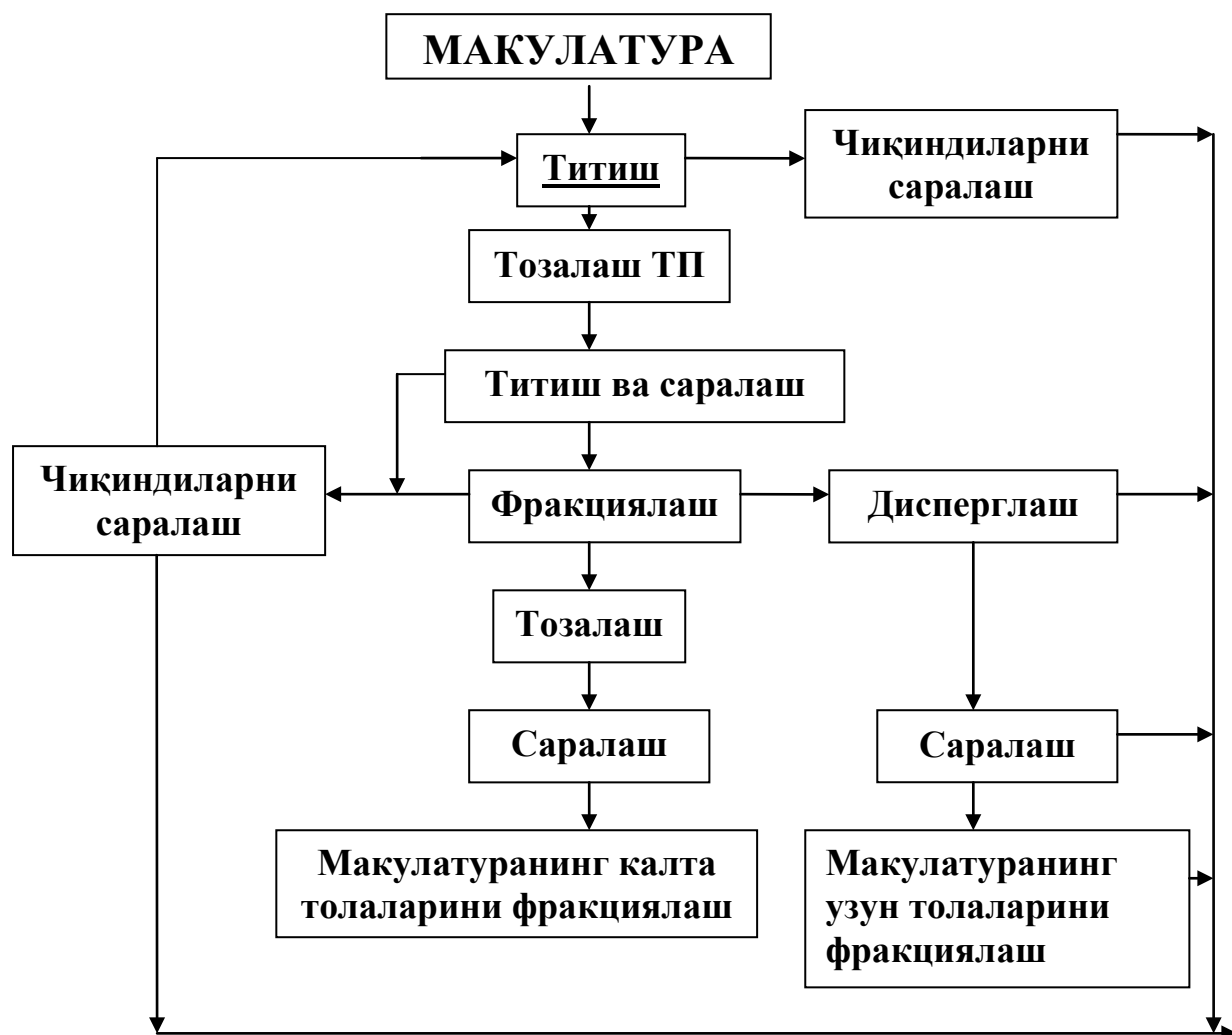 МАКУЛАТУРА
Титиш
Чиқиндиларни
саралаш
Тозалаш ТП
Титиш ва саралаш
Чиқиндиларни
саралаш
Фракциялаш
Дисперглаш
Тозалаш
Саралаш
Саралаш
Макулатуранинг калта
толаларини фракциялаш
Макулатуранинг
узун толаларини
фракциялаш